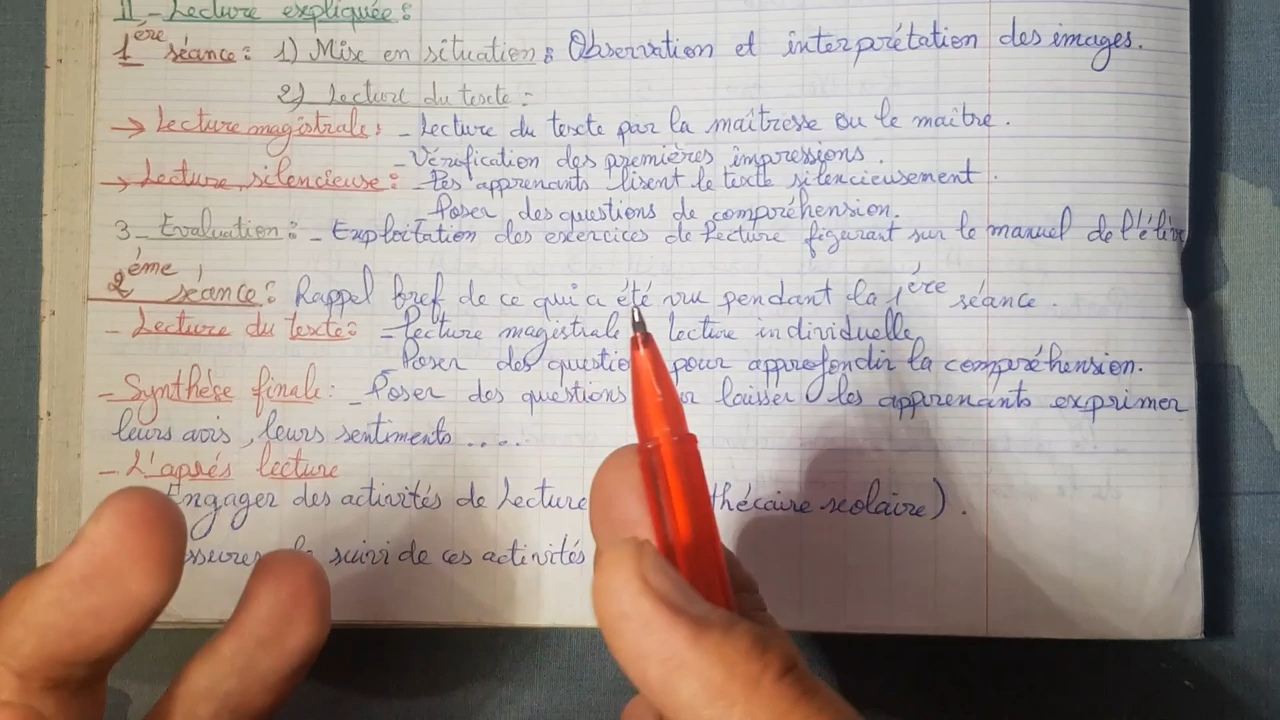 II - Lecture expliquée :
1ère séance : 1) Mise en situation : Observation et interprétation des images.
2) Lecture du texte :
→ Lecture magistrale : - Lecture du texte par la maîtresse ou le maître.
- Vérification des premières impressions.
→ Lecture silencieuse : - Les apprenants lisent le texte silencieusement.
Poser des questions de compréhension.
3 - Evaluation : - Exploitation des exercices de Lecture figurant sur le manuel de l'élève
2ème séance : Rappel bref de ce qui a été vu pendant la 1ère séance.
- Lecture du texte : - Lecture magistrale lecture individuelle
Poser des question pour approfondir la compréhension.
- Synthèse finale : - Poser des questions laisser les apprenants exprimer
leurs avis, leurs sentiments .....
- L'après lecture
Engager des activités de Lecture thécaire scolaire).
suivi de ces activités